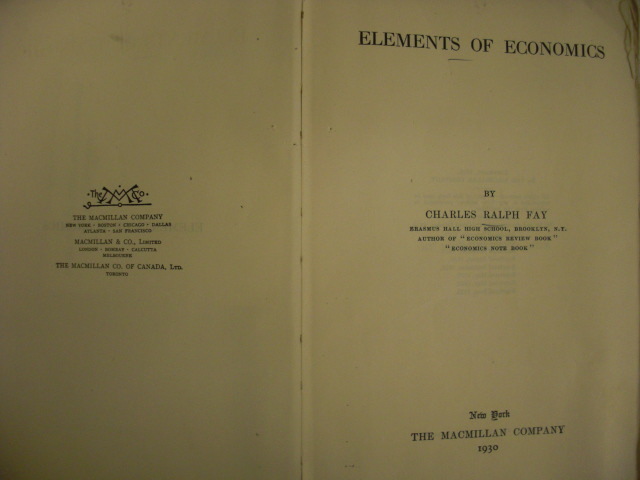 The M Co.
THE MACMILLAN COMPANY
NEW YORK · BOSTON · CHICAGO · DALLAS
ATLANTA · SAN FRANCISCO
MACMILLAN & CO., LIMITED
LONDON · BOMBAY · CALCUTTA
MELBOURNE
THE MACMILLAN CO. OF CANADA, LTD.
TORONTO
ELEMENTS OF ECONOMICS
BY
CHARLES RALPH FAY
ERASMUS HALL HIGH SCHOOL, BROOKLYN, N.Y.
AUTHOR OF "ECONOMICS REVIEW BOOK"
"ECONOMICS NOTE BOOK"
New York
THE MACMILLAN COMPANY
1930